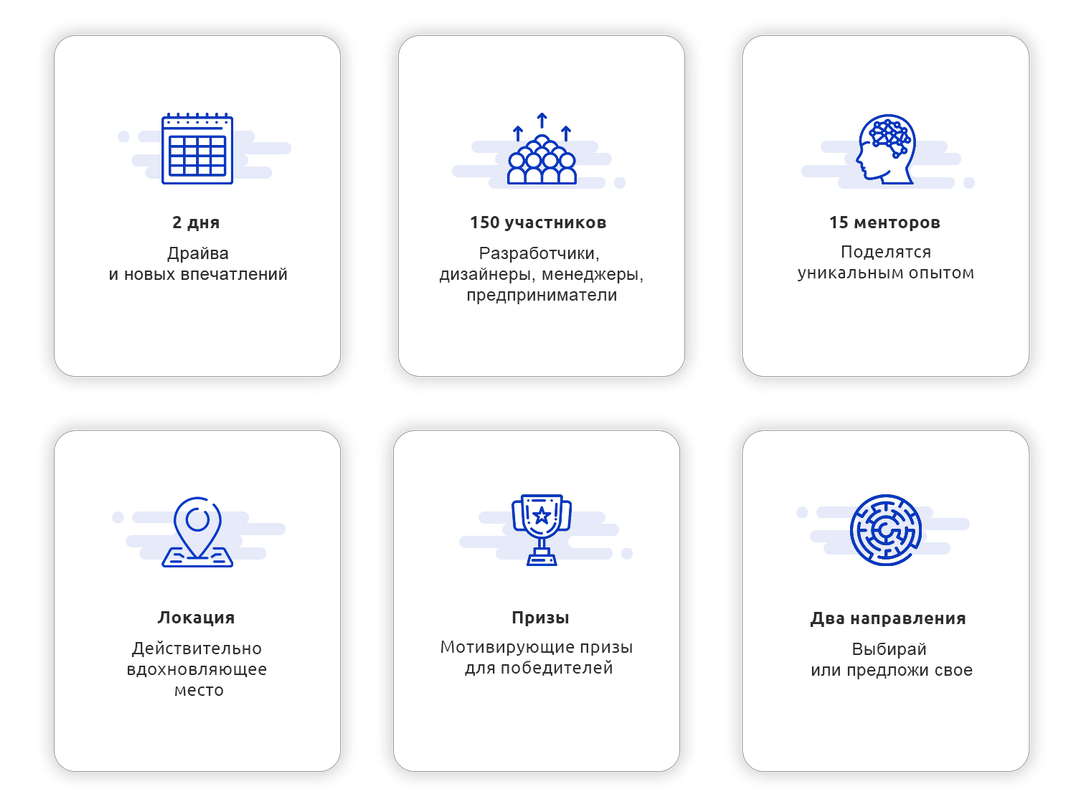 2 дня
Драйва
и новых впечатлений
150 участников
Разработчики,
дизайнеры, менеджеры,
предприниматели
15 менторов
Поделятся
уникальным опытом
Локация
Действительно
вдохновляющее
место
Призы
Мотивирующие призы
для победителей
Два направления
Выбирай
или предложи свое